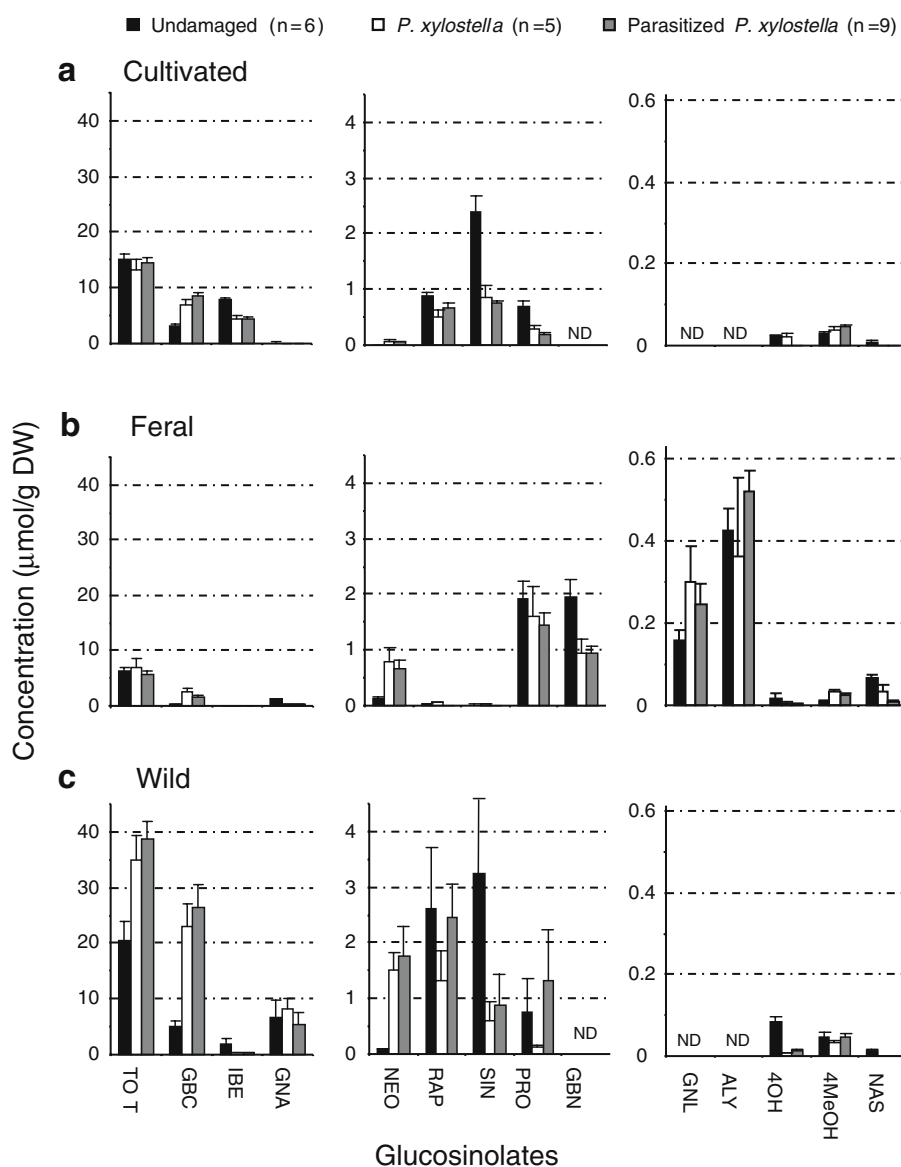 Undamaged (n=6) P. xylostella (n=5) Parasitized P. xylostella (n=9)
a Cultivated
40
30
20
10
0
4
3
2
1
0
ND
0.6
0.4
0.2
0
ND
ND
b Feral
40
30
20
10
0
4
3
2
1
0
0.6
0.4
0.2
0
c Wild
40
30
20
10
0
4
3
2
1
0
ND
0.6
0.4
0.2
0
ND
ND
TO T
GBC
IBE
GNA
NEO
RAP
SIN
PRO
GBN
GNL
ALY
4OH
4MeOH
NAS
Concentration (μmol/g DW)
Glucosinolates